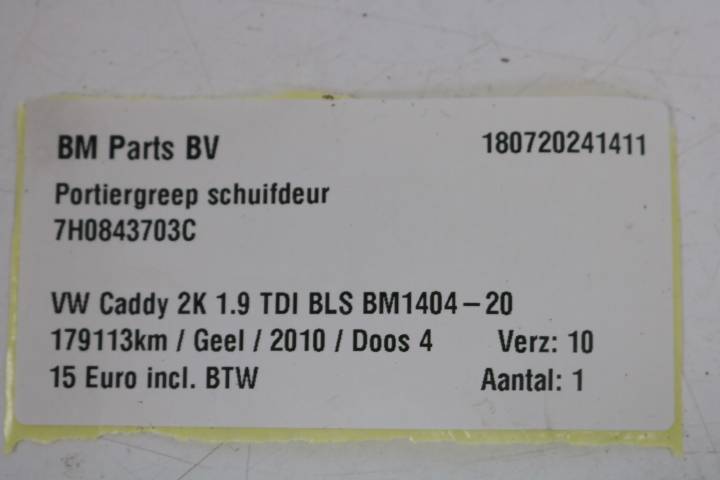 BM Parts BV 180720241411
Portiergreep schuifdeur
7H0843703C
VW Caddy 2K 1.9 TDI BLS BM1404-20
179113km / Geel / 2010 / Doos 4 Verz: 10
15 Euro incl. BTW Aantal: 1